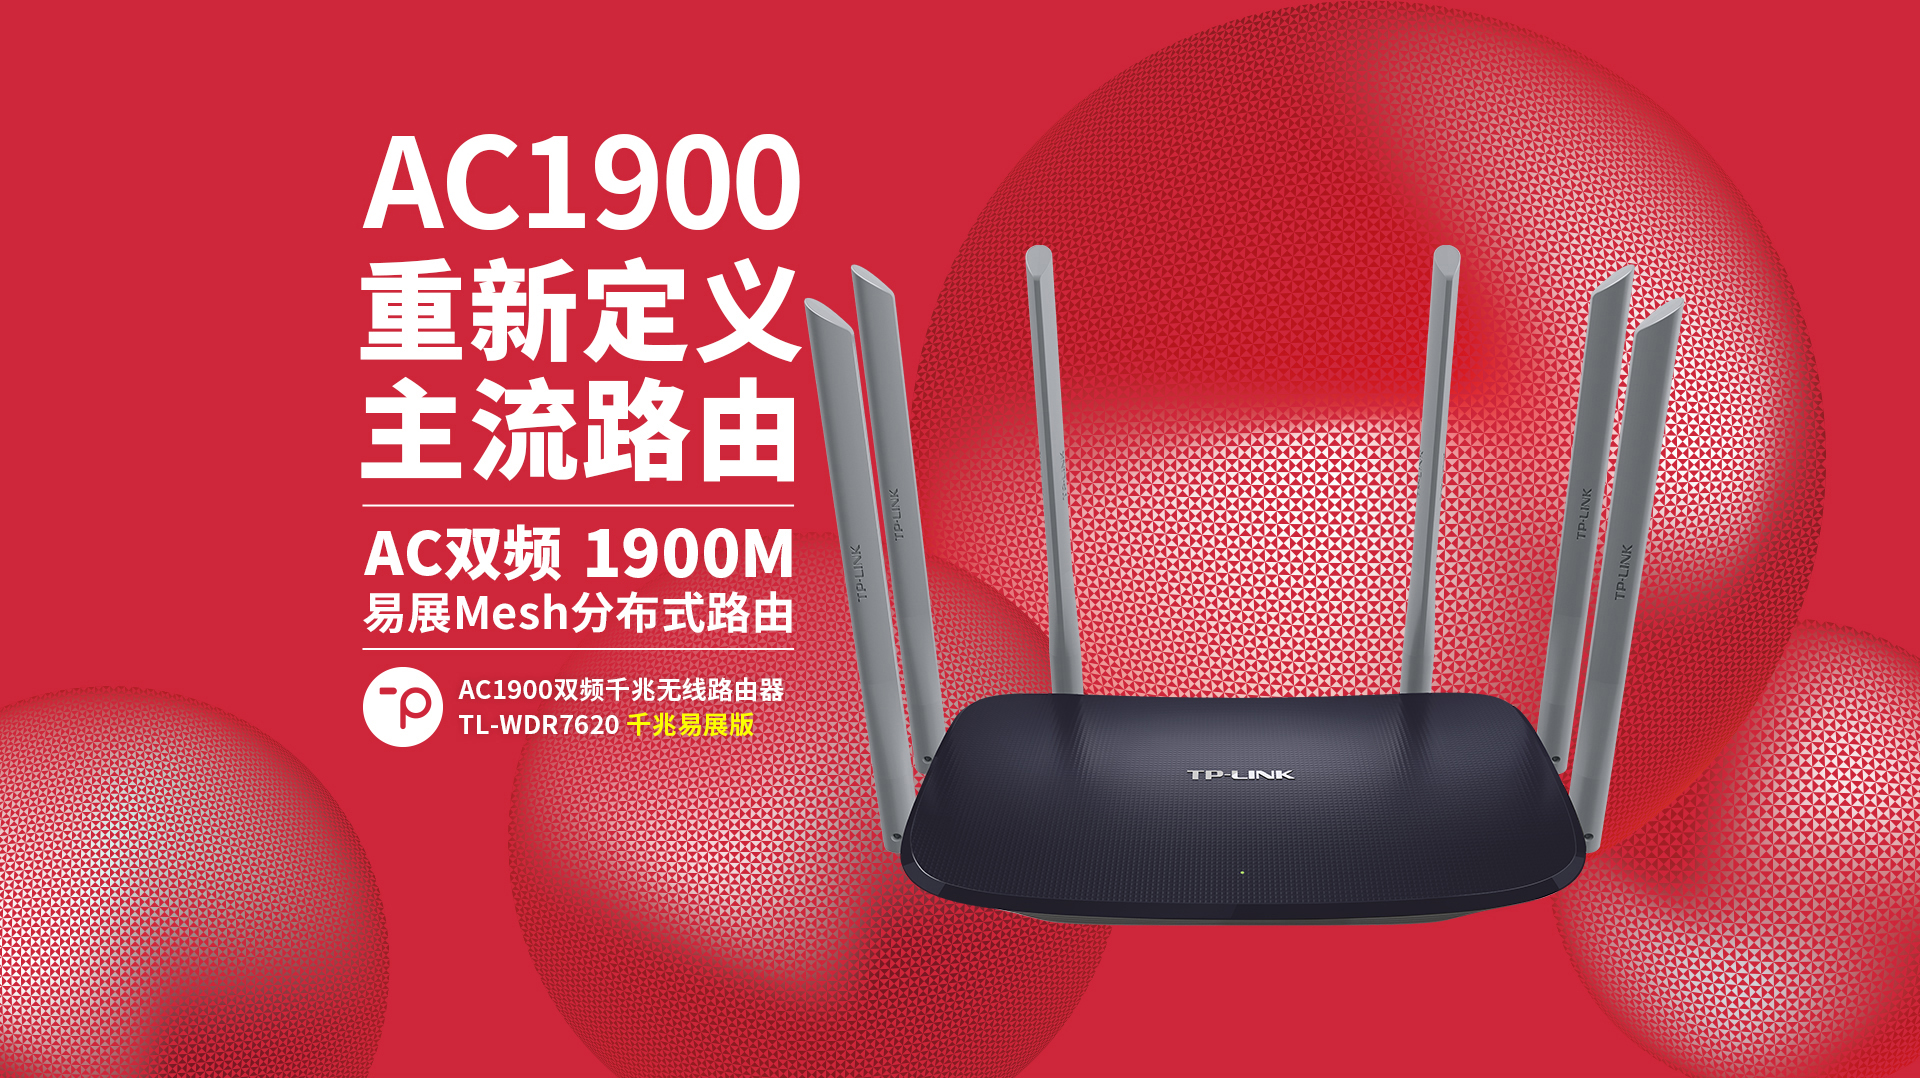 AC1900
重新定义
主流路由
AC双频 1900M
易展Mesh分布式路由
AC1900双频千兆无线路由器
TL-WDR7620 千兆易展版
TP-LINK
TP-LINK
TP-LINK
TP-LINK
TP-LINK